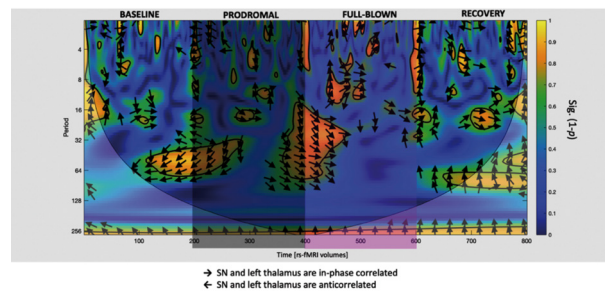 BASELINE PRODROMAL FULL-BLOWN RECOVERY
4
8
16
32
64
128
256
Period
100 200 300 400 500 600 700 800
Time [rs-fMRI volumes]
1
0.9
0.8
0.7
0.6
0.5
0.4
0.3
0.2
0.1
0
Sig. (1-p)
→ SN and left thalamus are in-phase correlated
← SN and left thalamus are anticorrelated